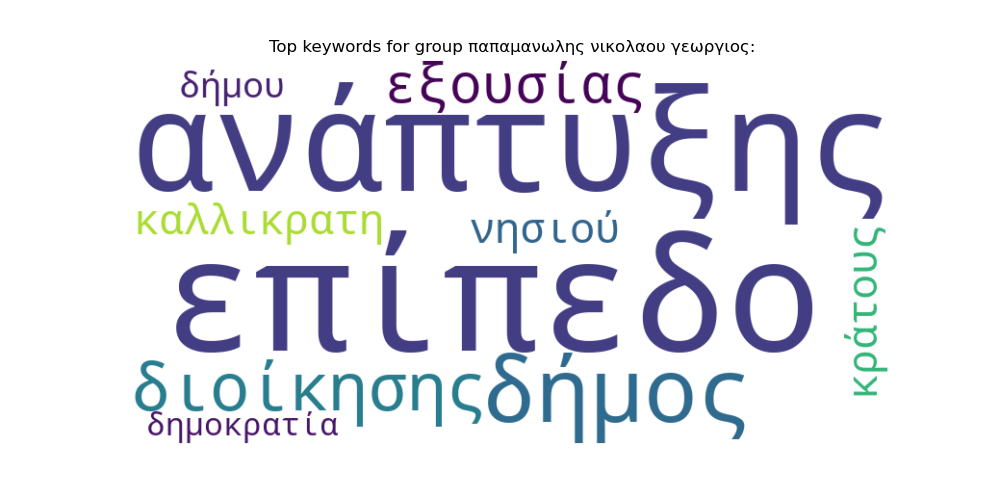 Top keywords for group παπαμανωλης νικολαου γεωργιος:
δήμου
εξουσίας
ανάπτυξης
καλλικρατη
νησιού
κράτους
επίπεδο
διοίκησης
δήμος
δημοκρατία